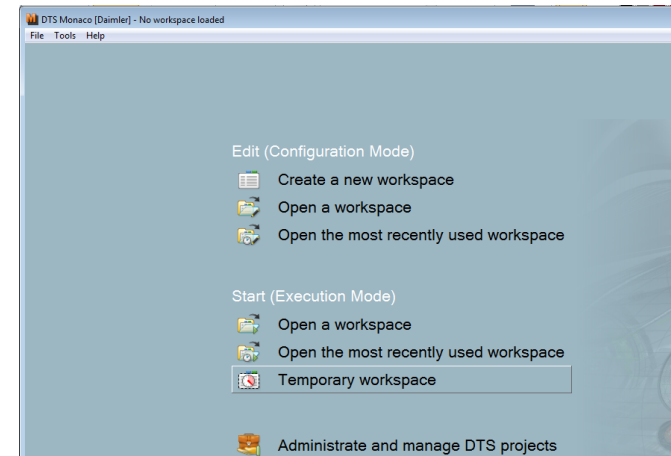 DTS Monaco [Daimler] - No workspace loaded
File Tools Help
Edit (Configuration Mode)
Create a new workspace
Open a workspace
Open the most recently used workspace
Start (Execution Mode)
Open a workspace
Open the most recently used workspace
Temporary workspace
Administrate and manage DTS projects